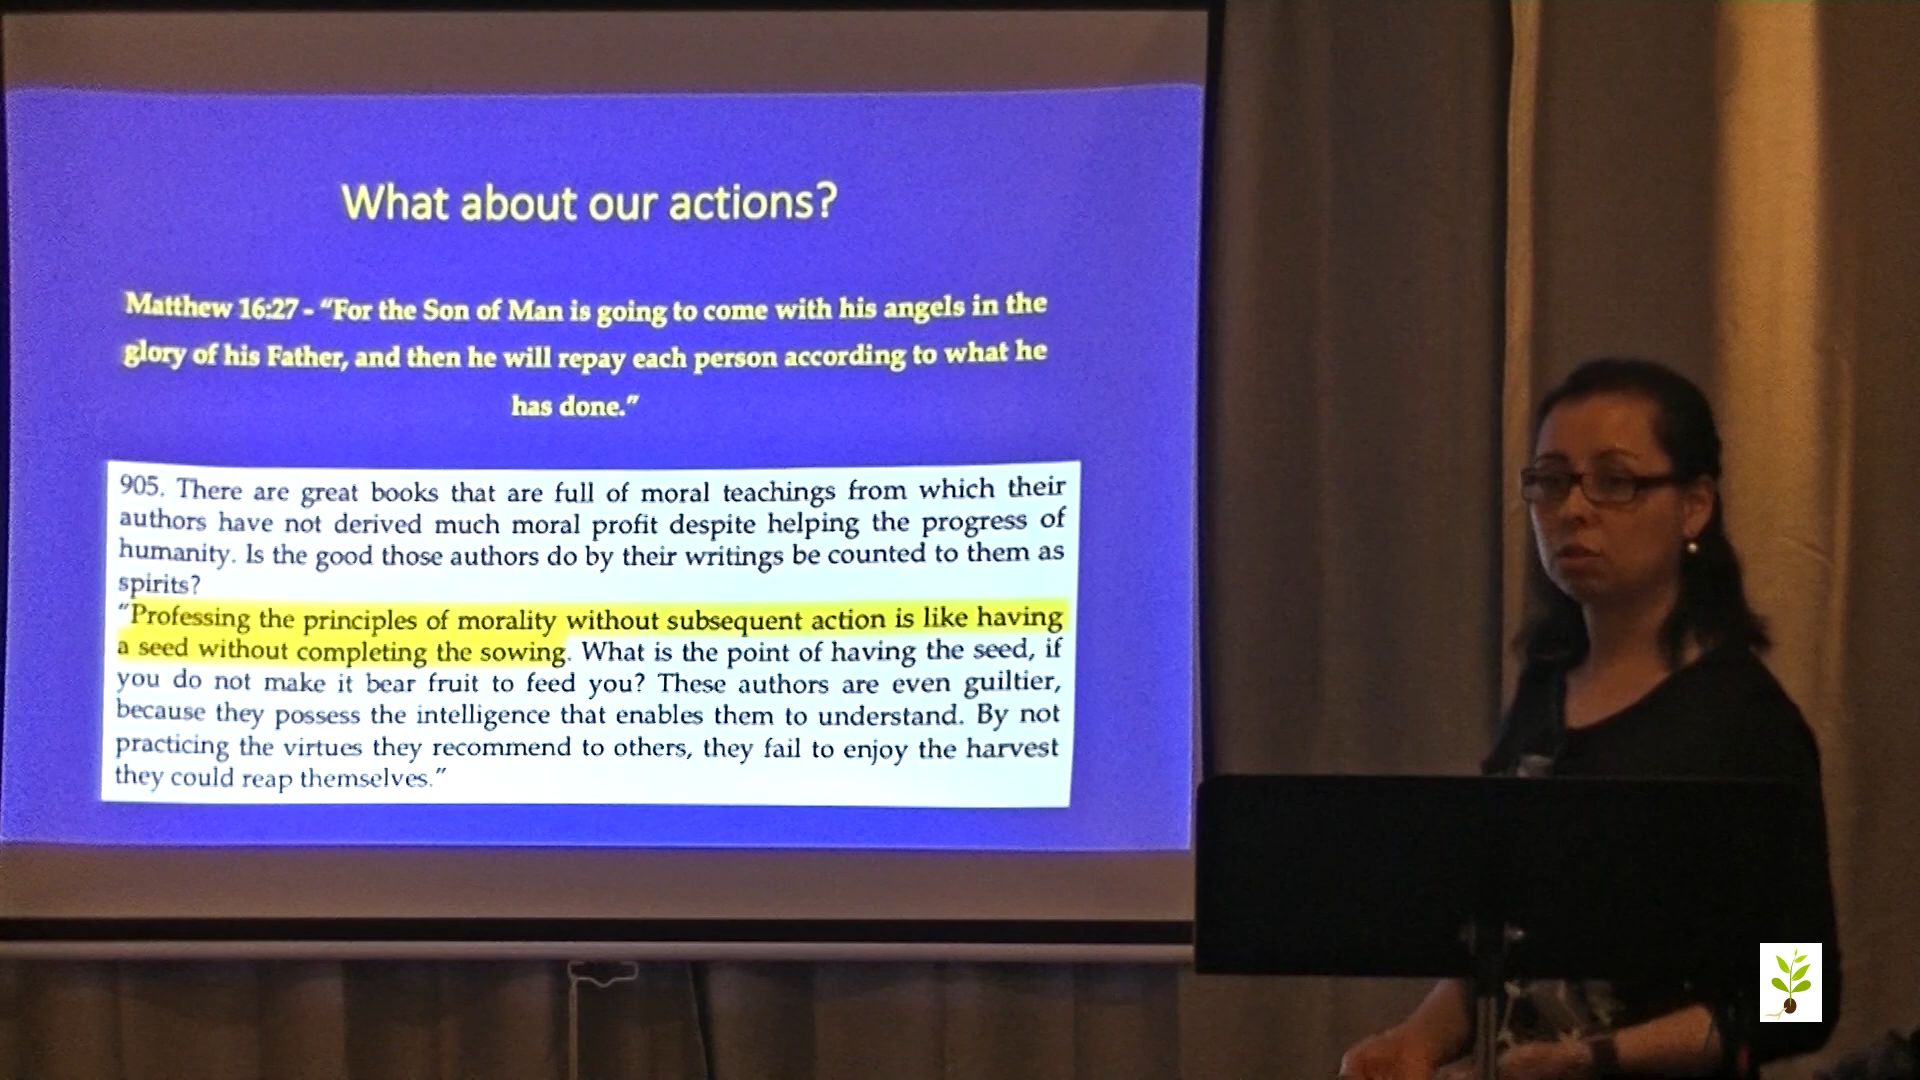 What about our actions?
Matthew 16:27 - “For the Son of Man is going to come with his angels in the
glory of his Father, and then he will repay each person according to what he
has done.”
905. There are great books that are full of moral teachings from which their
authors have not derived much moral profit despite helping the progress of
humanity. Is the good those authors do by their writings be counted to them as
spirits?
“Professing the principles of morality without subsequent action is like having
a seed without completing the sowing. What is the point of having the seed, if
you do not make it bear fruit to feed you? These authors are even guiltier,
because they possess the intelligence that enables them to understand. By not
practicing the virtues they recommend to others, they fail to enjoy the harvest
they could reap themselves.”